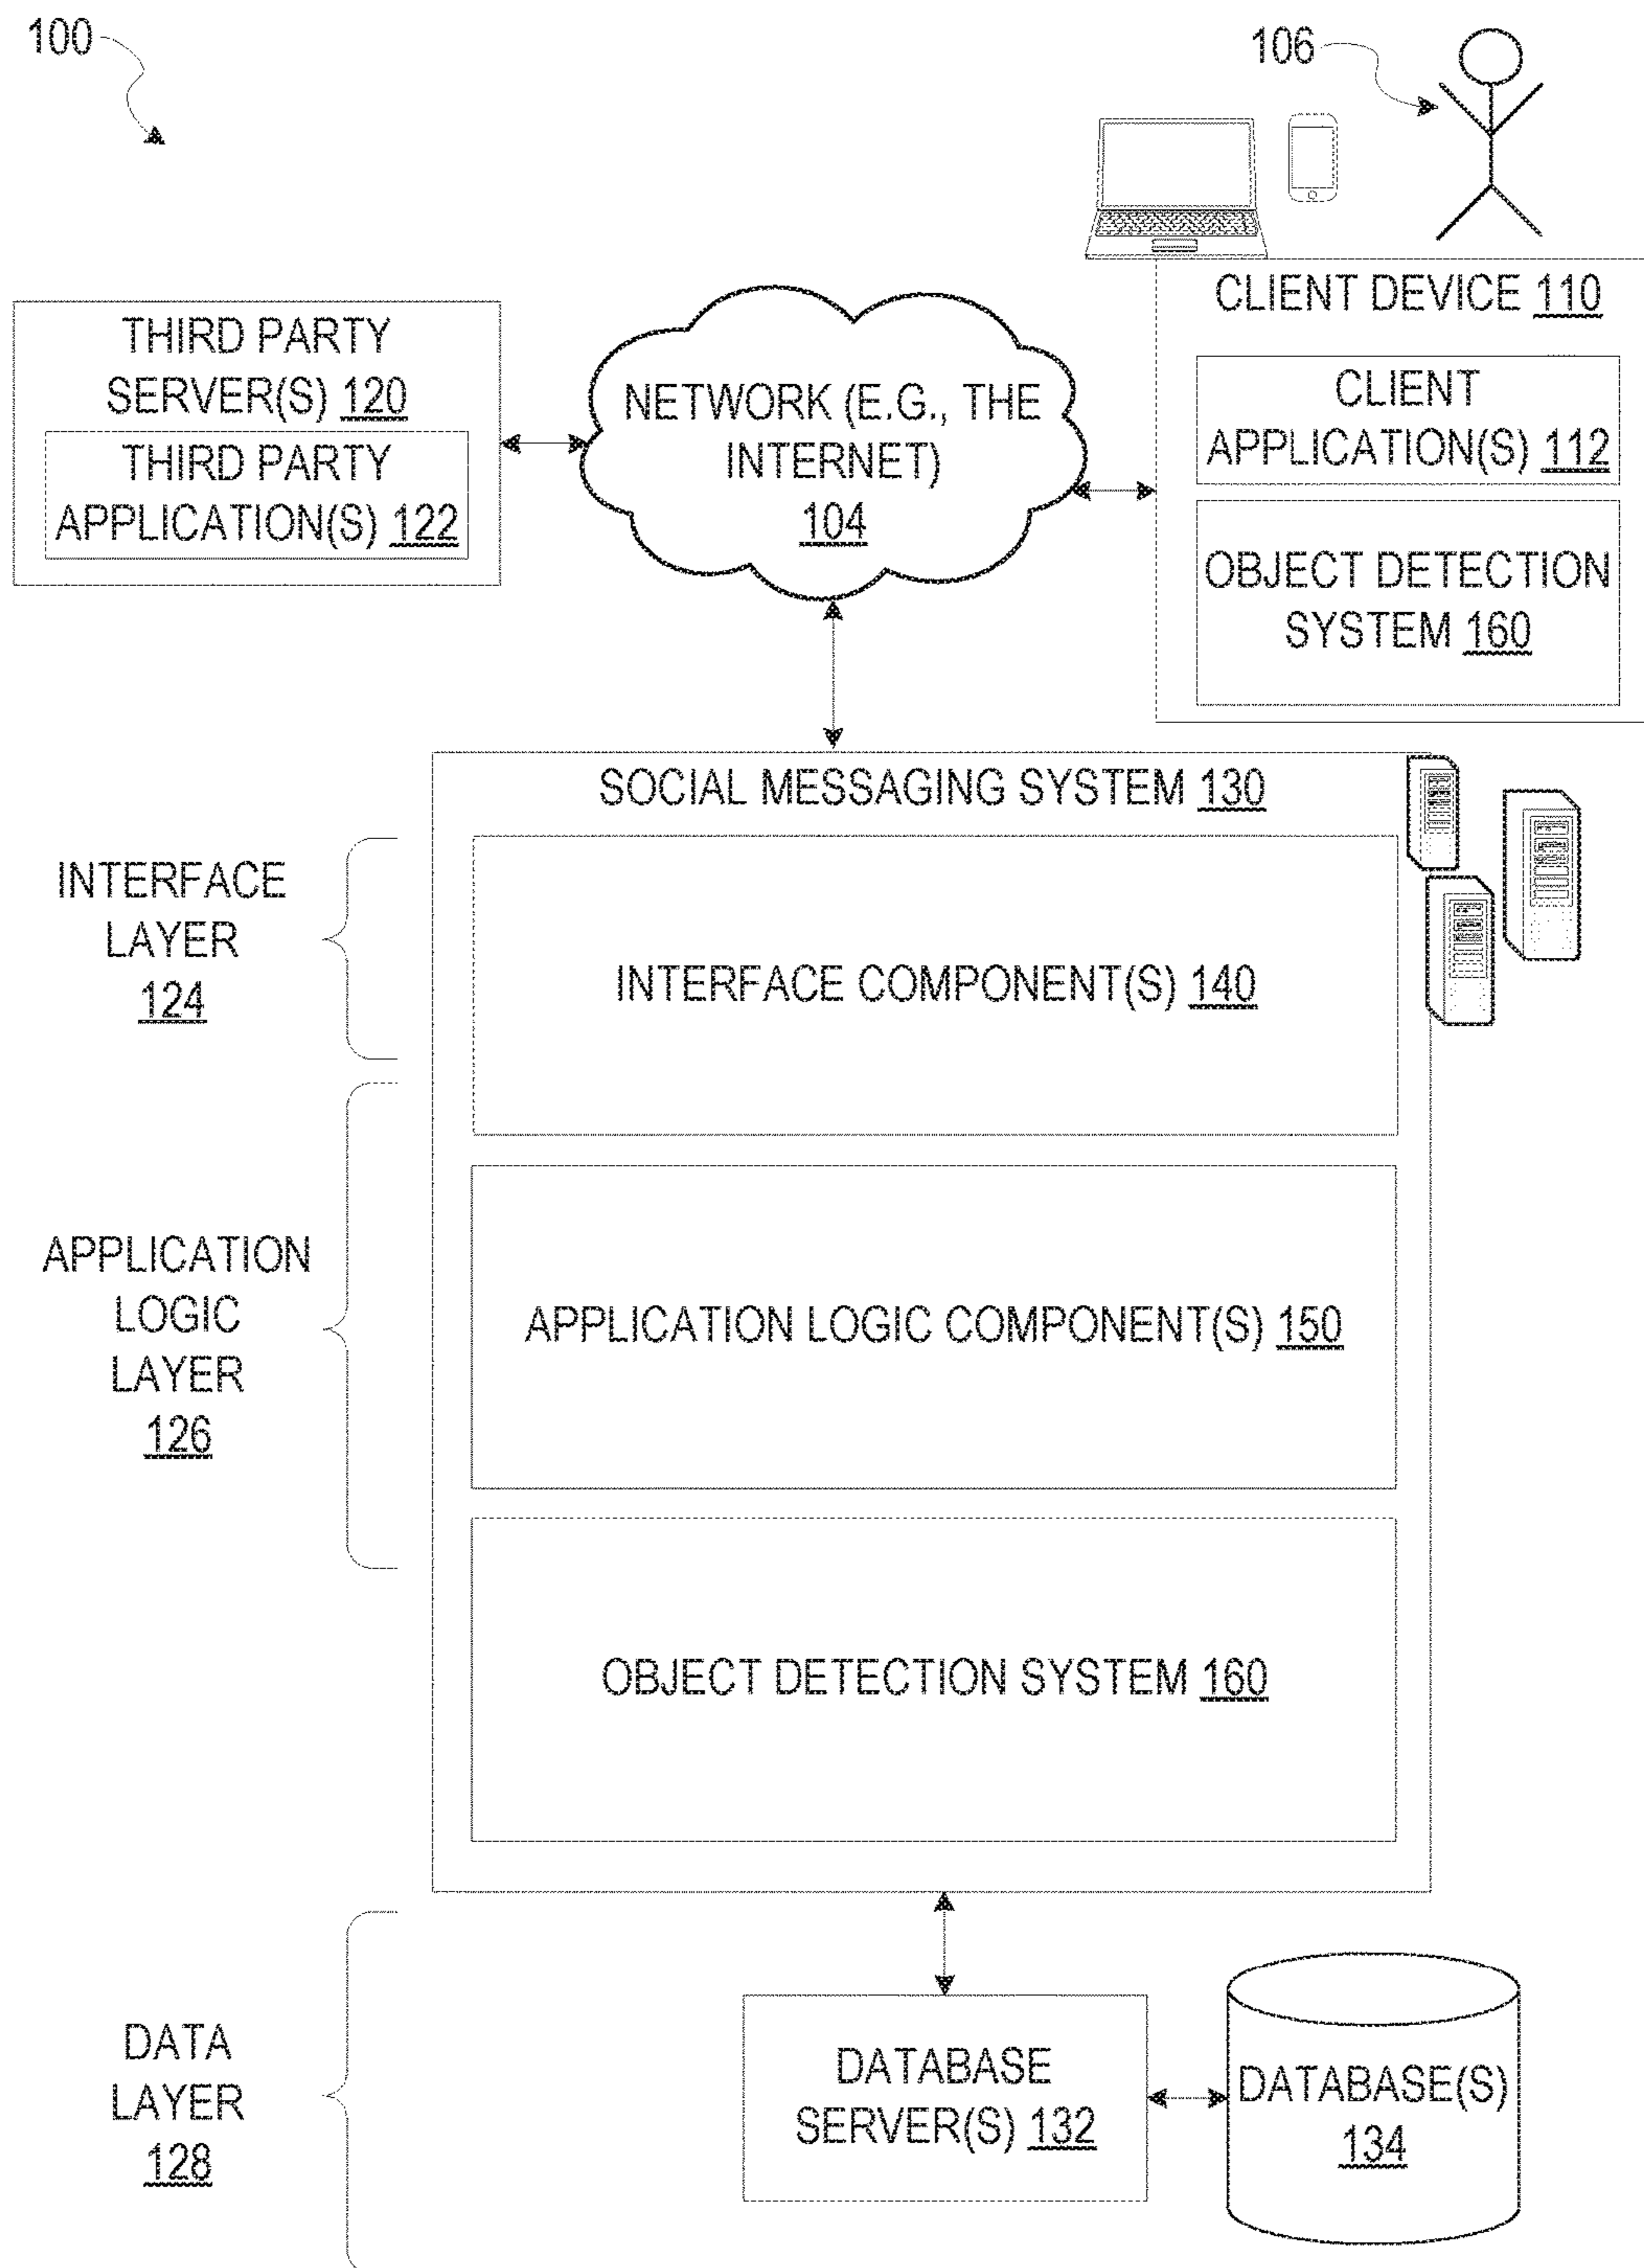 100
106
CLIENT DEVICE 110
CLIENT
APPLICATION(S) 112
OBJECT DETECTION
SYSTEM 160
THIRD PARTY
SERVER(S) 120
THIRD PARTY
APPLICATION(S) 122
NETWORK (E.G., THE
INTERNET)
104
SOCIAL MESSAGING SYSTEM 130
INTERFACE
LAYER
124
INTERFACE COMPONENT(S) 140
APPLICATION
LOGIC
LAYER
126
APPLICATION LOGIC COMPONENT(S) 150
OBJECT DETECTION SYSTEM 160
DATA
LAYER
128
DATABASE
SERVER(S) 132
DATABASE(S)
134